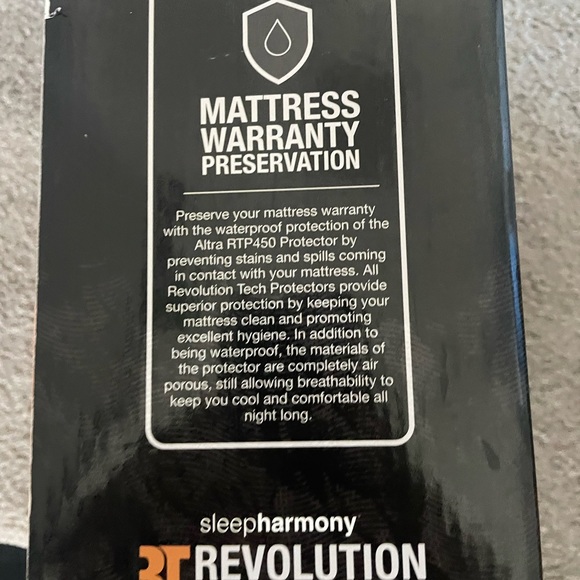 MATTRESS
WARRANTY
PRESERVATION
Preserve your mattress warranty
with the waterproof protection of the
Altra RTP450 Protector by
preventing stains and spills coming
in contact with your mattress. All
Revolution Tech Protectors provide
superior protection by keeping your
mattress clean and promoting
excellent hygiene. In addition to
being waterproof, the materials of
the protector are completely air
porous, still allowing breathability to
keep you cool and comfortable all
night long.
sleepharmony
RT REVOLUTION